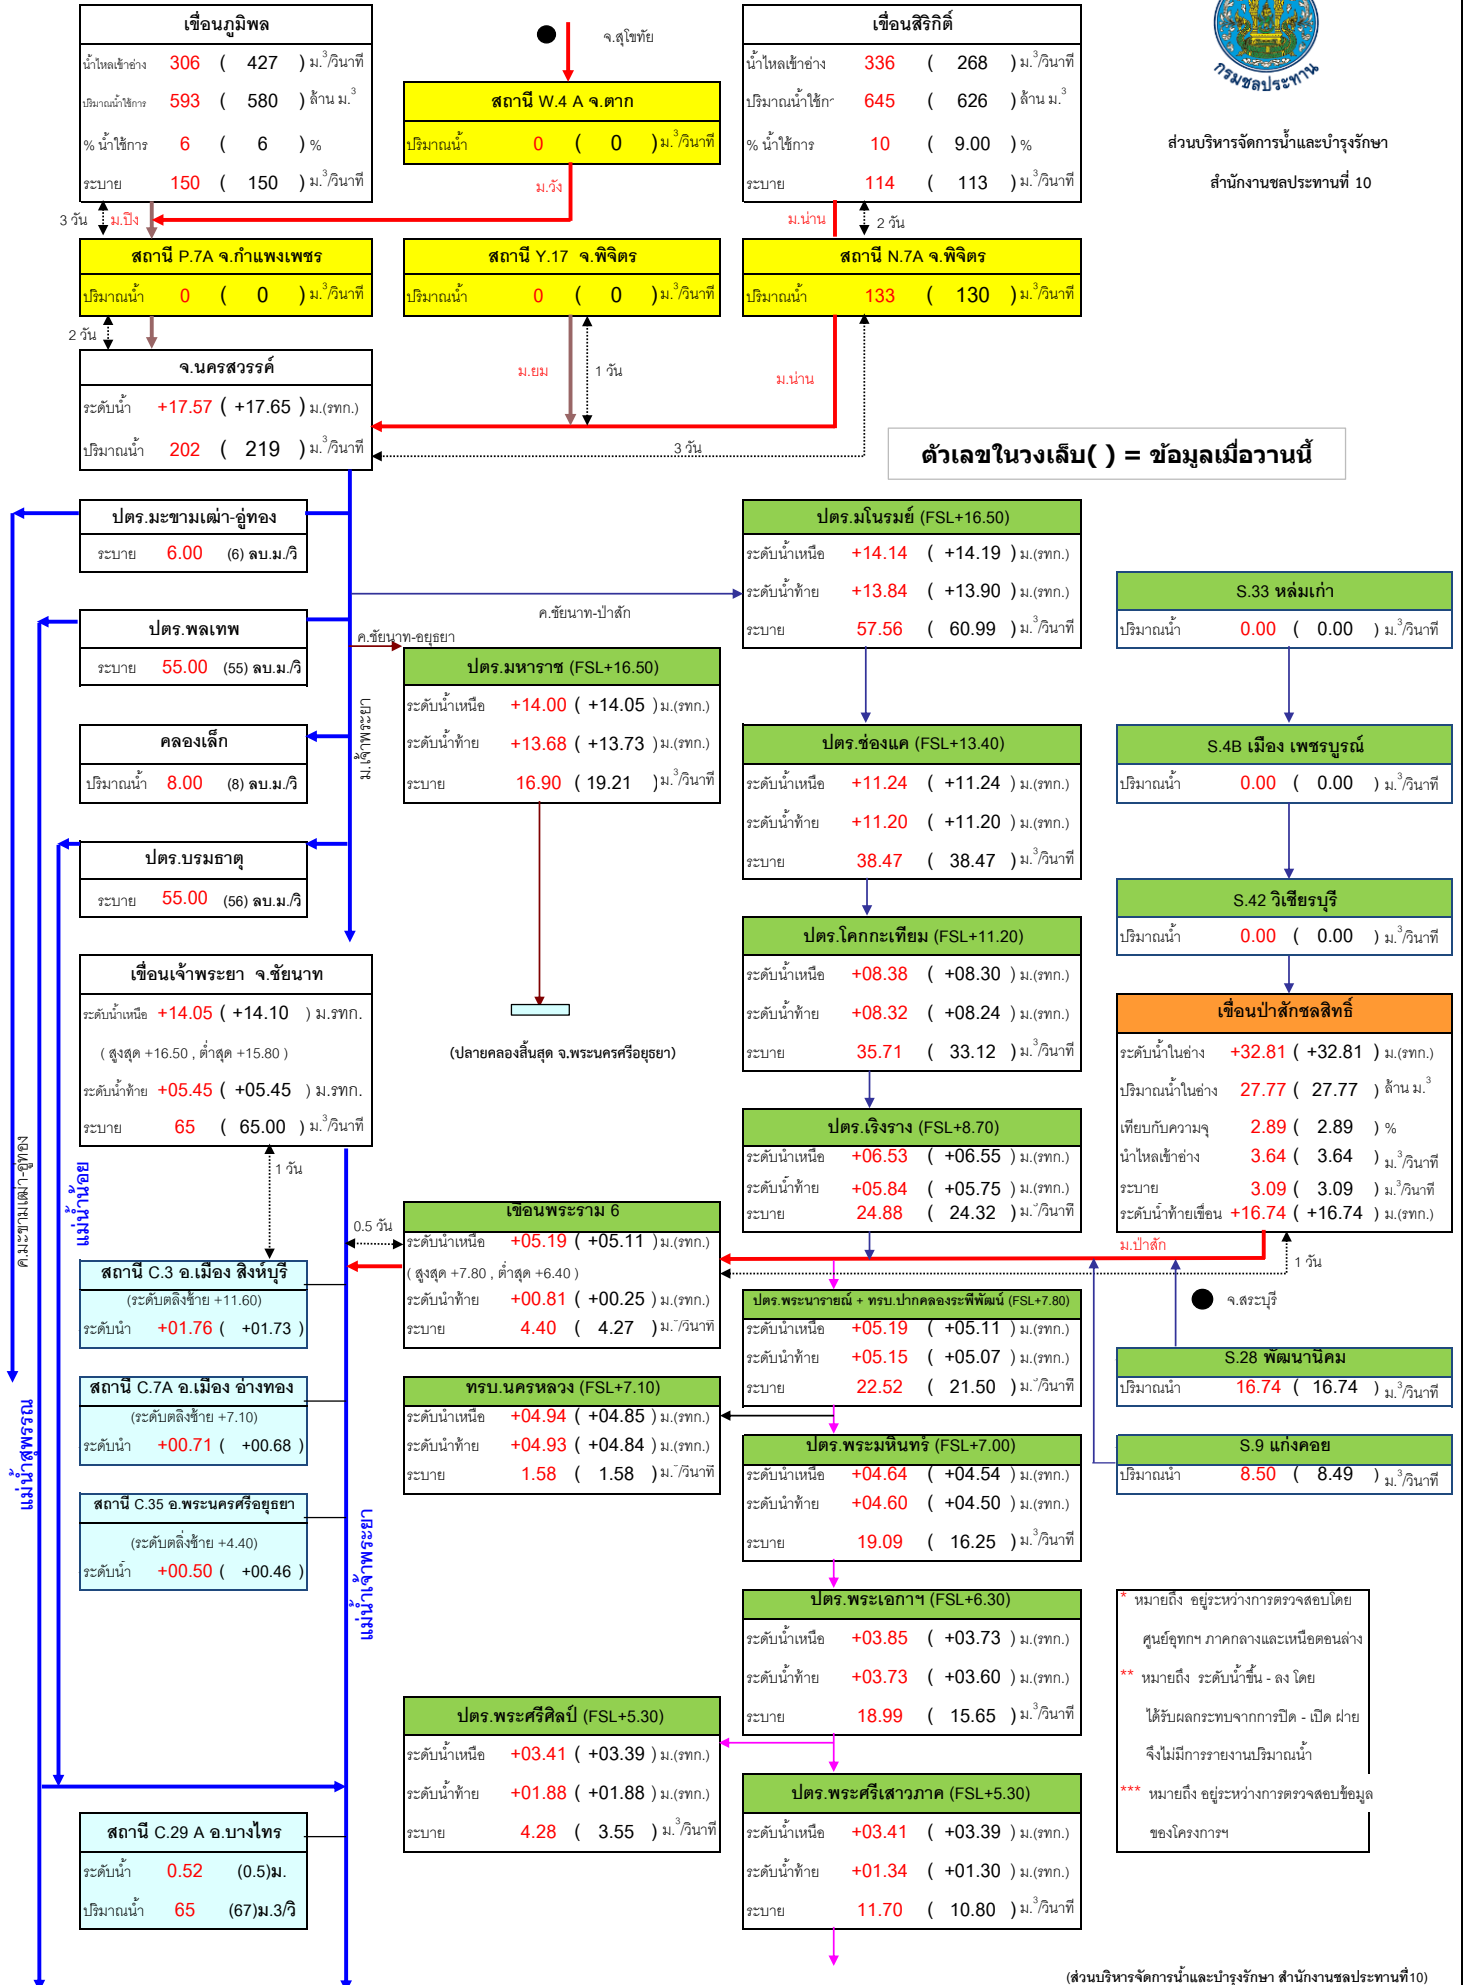 เขื่อนภูมิพล
น้ำไหลเข้าอ่าง 306 ( 427 ) ม.³/วินาที
ปริมาณน้ำใช้การ 593 ( 580 ) ล้าน ม.³
% น้ำใช้การ 6 ( 6 ) %
ระบาย 150 ( 150 ) ม.³/วินาที
จ.สุโขทัย
สถานี W.4 A จ.ตาก
ปริมาณน้ำ 0 ( 0 ) ม.³/วินาที
ม.วัง
เขื่อนสิริกิติ์
น้ำไหลเข้าอ่าง 336 ( 268 ) ม.³/วินาที
ปริมาณน้ำใช้กา 645 ( 626 ) ล้าน ม.³
% น้ำใช้การ 10 ( 9.00 ) %
ระบาย 114 ( 113 ) ม.³/วินาที
กรมชลประทาน
ส่วนบริหารจัดการน้ำและบำรุงรักษา
สำนักงานชลประทานที่ 10
3 วัน ม.ปิง
ม.น่าน 2 วัน
สถานี P.7A จ.กำแพงเพชร
ปริมาณน้ำ 0 ( 0 ) ม.³/วินาที
สถานี Y.17 จ.พิจิตร
ปริมาณน้ำ 0 ( 0 ) ม.³/วินาที
สถานี N.7A จ.พิจิตร
ปริมาณน้ำ 133 ( 130 ) ม.³/วินาที
2 วัน
จ.นครสวรรค์
ระดับน้ำ +17.57 ( +17.65 ) ม.(รทก.)
ปริมาณน้ำ 202 ( 219 ) ม.³/วินาที
ม.ยม 1 วัน
ม.น่าน
3 วัน
ตัวเลขในวงเล็บ( ) = ข้อมูลเมื่อวานนี้
ปตร.มะขามเฒ่า-อู่ทอง
ระบาย 6.00 (6) ลบ.ม./วิ
ปตร.พลเทพ
ระบาย 55.00 (55) ลบ.ม./วิ
คลองเล็ก
ปริมาณน้ำ 8.00 (8) ลบ.ม./วิ
ปตร.บรมธาตุ
ระบาย 55.00 (56) ลบ.ม./วิ
ม.เจ้าพระยา
ค.ชัยนาท-ป่าสัก
ค.ชัยนาท-อยุธยา
ปตร.มหาราช (FSL+16.50)
ระดับน้ำเหนือ +14.00 ( +14.05 ) ม.(รทก.)
ระดับน้ำท้าย +13.68 ( +13.73 ) ม.(รทก.)
ระบาย 16.90 ( 19.21 ) ม.³/วินาที
(ปลายคลองสิ้นสุด จ.พระนครศรีอยุธยา)
ปตร.มโนรมย์ (FSL+16.50)
ระดับน้ำเหนือ +14.14 ( +14.19 ) ม.(รทก.)
ระดับน้ำท้าย +13.84 ( +13.90 ) ม.(รทก.)
ระบาย 57.56 ( 60.99 ) ม.³/วินาที
ปตร.ช่องแค (FSL+13.40)
ระดับน้ำเหนือ +11.24 ( +11.24 ) ม.(รทก.)
ระดับน้ำท้าย +11.20 ( +11.20 ) ม.(รทก.)
ระบาย 38.47 ( 38.47 ) ม.³/วินาที
ปตร.โคกกะเทียม (FSL+11.20)
ระดับน้ำเหนือ +08.38 ( +08.30 ) ม.(รทก.)
ระดับน้ำท้าย +08.32 ( +08.24 ) ม.(รทก.)
ระบาย 35.71 ( 33.12 ) ม.³/วินาที
ปตร.เริงราง (FSL+8.70)
ระดับน้ำเหนือ +06.53 ( +06.55 ) ม.(รทก.)
ระดับน้ำท้าย +05.84 ( +05.75 ) ม.(รทก.)
ระบาย 24.88 ( 24.32 ) ม.³/วินาที
S.33 หล่มเก่า
ปริมาณน้ำ 0.00 ( 0.00 ) ม.³/วินาที
S.4B เมือง เพชรบูรณ์
ปริมาณน้ำ 0.00 ( 0.00 ) ม.³/วินาที
S.42 วิเชียรบุรี
ปริมาณน้ำ 0.00 ( 0.00 ) ม.³/วินาที
เขื่อนป่าสักชลสิทธิ์
ระดับน้ำในอ่าง +32.81 ( +32.81 ) ม.(รทก.)
ปริมาณน้ำในอ่าง 27.77 ( 27.77 ) ล้าน ม.³
เทียบกับความจุ 2.89 ( 2.89 ) %
น้ำไหลเข้าอ่าง 3.64 ( 3.64 ) ม.³/วินาที
ระบาย 3.09 ( 3.09 ) ม.³/วินาที
ระดับน้ำท้ายเขื่อน +16.74 ( +16.74 ) ม.(รทก.)
ม.ป่าสัก
1 วัน
จ.สระบุรี
เขื่อนเจ้าพระยา จ.ชัยนาท
ระดับน้ำเหนือ +14.05 ( +14.10 ) ม.รทก.
( สูงสุด +16.50 , ต่ำสุด +15.80 )
ระดับน้ำท้าย +05.45 ( +05.45 ) ม.รทก.
ระบาย 65 ( 65.00 ) ม.³/วินาที
1 วัน
ค.มะขามเฒ่า-อู่ทอง
แม่น้ำน้อย
0.5 วัน
เขื่อนพระราม 6
ระดับน้ำเหนือ +05.19 ( +05.11 ) ม.(รทก.)
( สูงสุด +7.80 , ต่ำสุด +6.40 )
ระดับน้ำท้าย +00.81 ( +00.25 ) ม.(รทก.)
ระบาย 4.40 ( 4.27 ) ม.³/วินาที
สถานี C.3 อ.เมือง สิงห์บุรี
(ระดับตลิ่งซ้าย +11.60)
ระดับน้ำ +01.76 ( +01.73 )
สถานี C.7A อ.เมือง อ่างทอง
(ระดับตลิ่งซ้าย +7.10)
ระดับน้ำ +00.71 ( +00.68 )
สถานี C.35 อ.พระนครศรีอยุธยา
(ระดับตลิ่งซ้าย +4.40)
ระดับน้ำ +00.50 ( +00.46 )
แม่น้ำสุพรรณ
แม่น้ำเจ้าพระยา
ทรบ.นครหลวง (FSL+7.10)
ระดับน้ำเหนือ +04.94 ( +04.85 ) ม.(รทก.)
ระดับน้ำท้าย +04.93 ( +04.84 ) ม.(รทก.)
ระบาย 1.58 ( 1.58 ) ม.³/วินาที
ปตร.พระนารายณ์ + ทรบ.ปากคลองระพีพัฒน์ (FSL+7.80)
ระดับน้ำเหนือ +05.19 ( +05.11 ) ม.(รทก.)
ระดับน้ำท้าย +05.15 ( +05.07 ) ม.(รทก.)
ระบาย 22.52 ( 21.50 ) ม.³/วินาที
ปตร.พระมหินทร์ (FSL+7.00)
ระดับน้ำเหนือ +04.64 ( +04.54 ) ม.(รทก.)
ระดับน้ำท้าย +04.60 ( +04.50 ) ม.(รทก.)
ระบาย 19.09 ( 16.25 ) ม.³/วินาที
S.28 พัฒนานิคม
ปริมาณน้ำ 16.74 ( 16.74 ) ม.³/วินาที
S.9 แก่งคอย
ปริมาณน้ำ 8.50 ( 8.49 ) ม.³/วินาที
ปตร.พระเอกาฯ (FSL+6.30)
ระดับน้ำเหนือ +03.85 ( +03.73 ) ม.(รทก.)
ระดับน้ำท้าย +03.73 ( +03.60 ) ม.(รทก.)
ระบาย 18.99 ( 15.65 ) ม.³/วินาที
ปตร.พระศรีศิลป์ (FSL+5.30)
ระดับน้ำเหนือ +03.41 ( +03.39 ) ม.(รทก.)
ระดับน้ำท้าย +01.88 ( +01.88 ) ม.(รทก.)
ระบาย 4.28 ( 3.55 ) ม.³/วินาที
ปตร.พระศรีเสาวภาค (FSL+5.30)
ระดับน้ำเหนือ +03.41 ( +03.39 ) ม.(รทก.)
ระดับน้ำท้าย +01.34 ( +01.30 ) ม.(รทก.)
ระบาย 11.70 ( 10.80 ) ม.³/วินาที
* หมายถึง อยู่ระหว่างการตรวจสอบโดย
ศูนย์อุทกฯ ภาคกลางและเหนือตอนล่าง
** หมายถึง ระดับน้ำขึ้น - ลง โดย
ได้รับผลกระทบจากการปิด - เปิด ฝาย
จึงไม่มีการรายงานปริมาณน้ำ
*** หมายถึง อยู่ระหว่างการตรวจสอบข้อมูล
ของโครงการฯ
สถานี C.29 A อ.บางไทร
ระดับน้ำ 0.52 (0.5)ม.
ปริมาณน้ำ 65 (67)ม.3/วิ
(ส่วนบริหารจัดการน้ำและบำรุงรักษา สำนักงานชลประทานที่10)